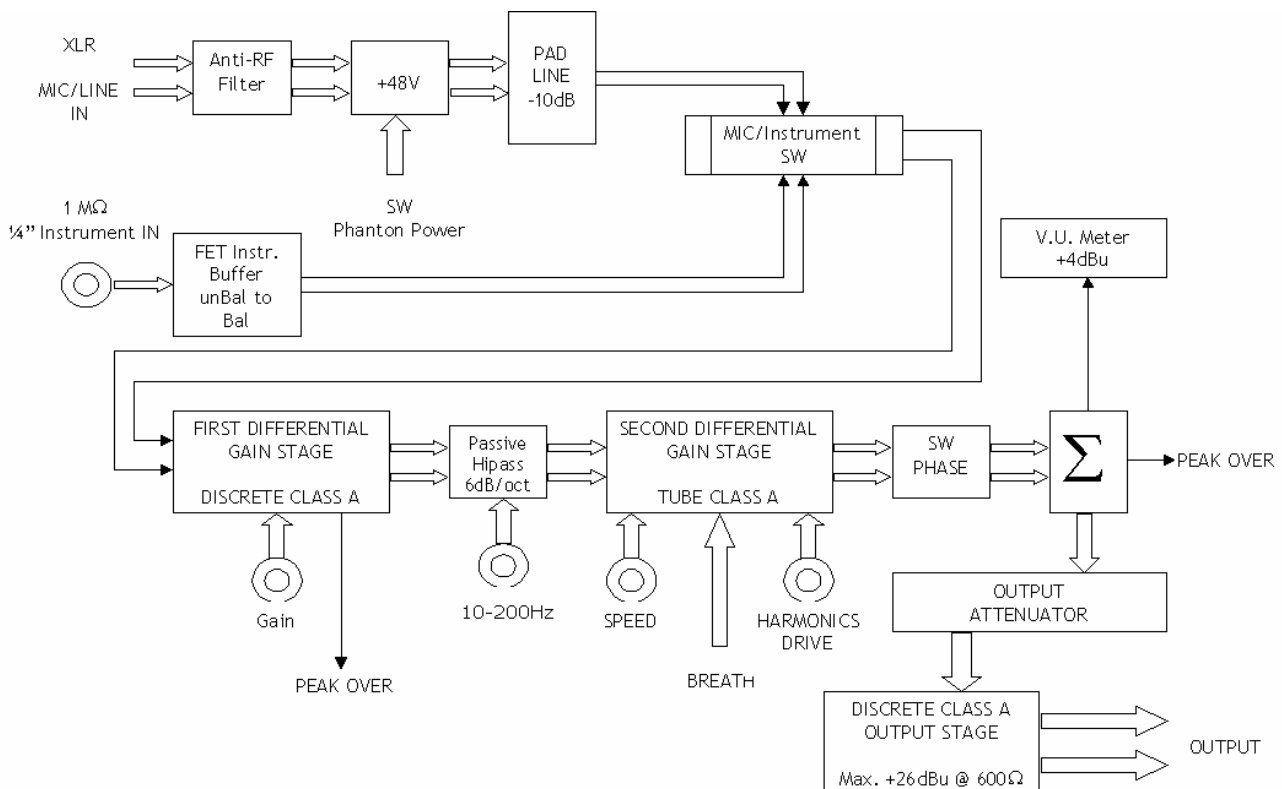 XLR
MIC/LINE
IN
Anti-RF
Filter
+48V
PAD
LINE
-10dB
MIC/Instrument
SW
SW
Phanton Power
1 MΩ
¼” Instrument IN
FET Instr.
Buffer
unBal to
Bal
V.U. Meter
+4dBu
FIRST DIFFERENTIAL
GAIN STAGE
DISCRETE CLASS A
Passive
Hipass
6dB/oct
SECOND DIFFERENTIAL
GAIN STAGE
TUBE CLASS A
SW
PHASE
Σ
PEAK OVER
Gain
10-200Hz
SPEED
HARMONICS
DRIVE
BREATH
PEAK OVER
OUTPUT
ATTENUATOR
DISCRETE CLASS A
OUTPUT STAGE
Max. +26dBu @ 600Ω
OUTPUT